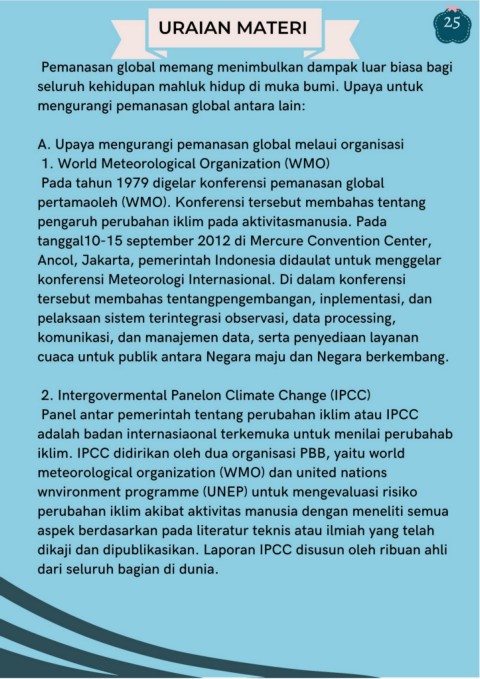 URAIAN MATERI
25
Pemanasan global memang menimbulkan dampak luar biasa bagi
seluruh kehidupan mahluk hidup di muka bumi. Upaya untuk
mengurangi pemanasan global antara lain:
A. Upaya mengurangi pemanasan global melaui organisasi
1. World Meteorological Organization (WMO)
Pada tahun 1979 digelar konferensi pemanasan global
pertamaoleh (WMO). Konferensi tersebut membahas tentang
pengaruh perubahan iklim pada aktivitasmanusia. Pada
tanggal10-15 september 2012 di Mercure Convention Center,
Ancol, Jakarta, pemerintah Indonesia didaulat untuk menggelar
konferensi Meteorologi Internasional. Di dalam konferensi
tersebut membahas tentangpengembangan, inplementasi, dan
pelaksaan sistem terintegrasi observasi, data processing,
komunikasi, dan manajemen data, serta penyediaan layanan
cuaca untuk publik antara Negara maju dan Negara berkembang.
2. Intergovermental Panelon Climate Change (IPCC)
Panel antar pemerintah tentang perubahan iklim atau IPCC
adalah badan internasiaonal terkemuka untuk menilai perubahab
iklim. IPCC didirikan oleh dua organisasi PBB, yaitu world
meteorological organization (WMO) dan united nations
wnvironment programme (UNEP) untuk mengevaluasi risiko
perubahan iklim akibat aktivitas manusia dengan meneliti semua
aspek berdasarkan pada literatur teknis atau ilmiah yang telah
dikaji dan dipublikasikan. Laporan IPCC disusun oleh ribuan ahli
dari seluruh bagian di dunia.